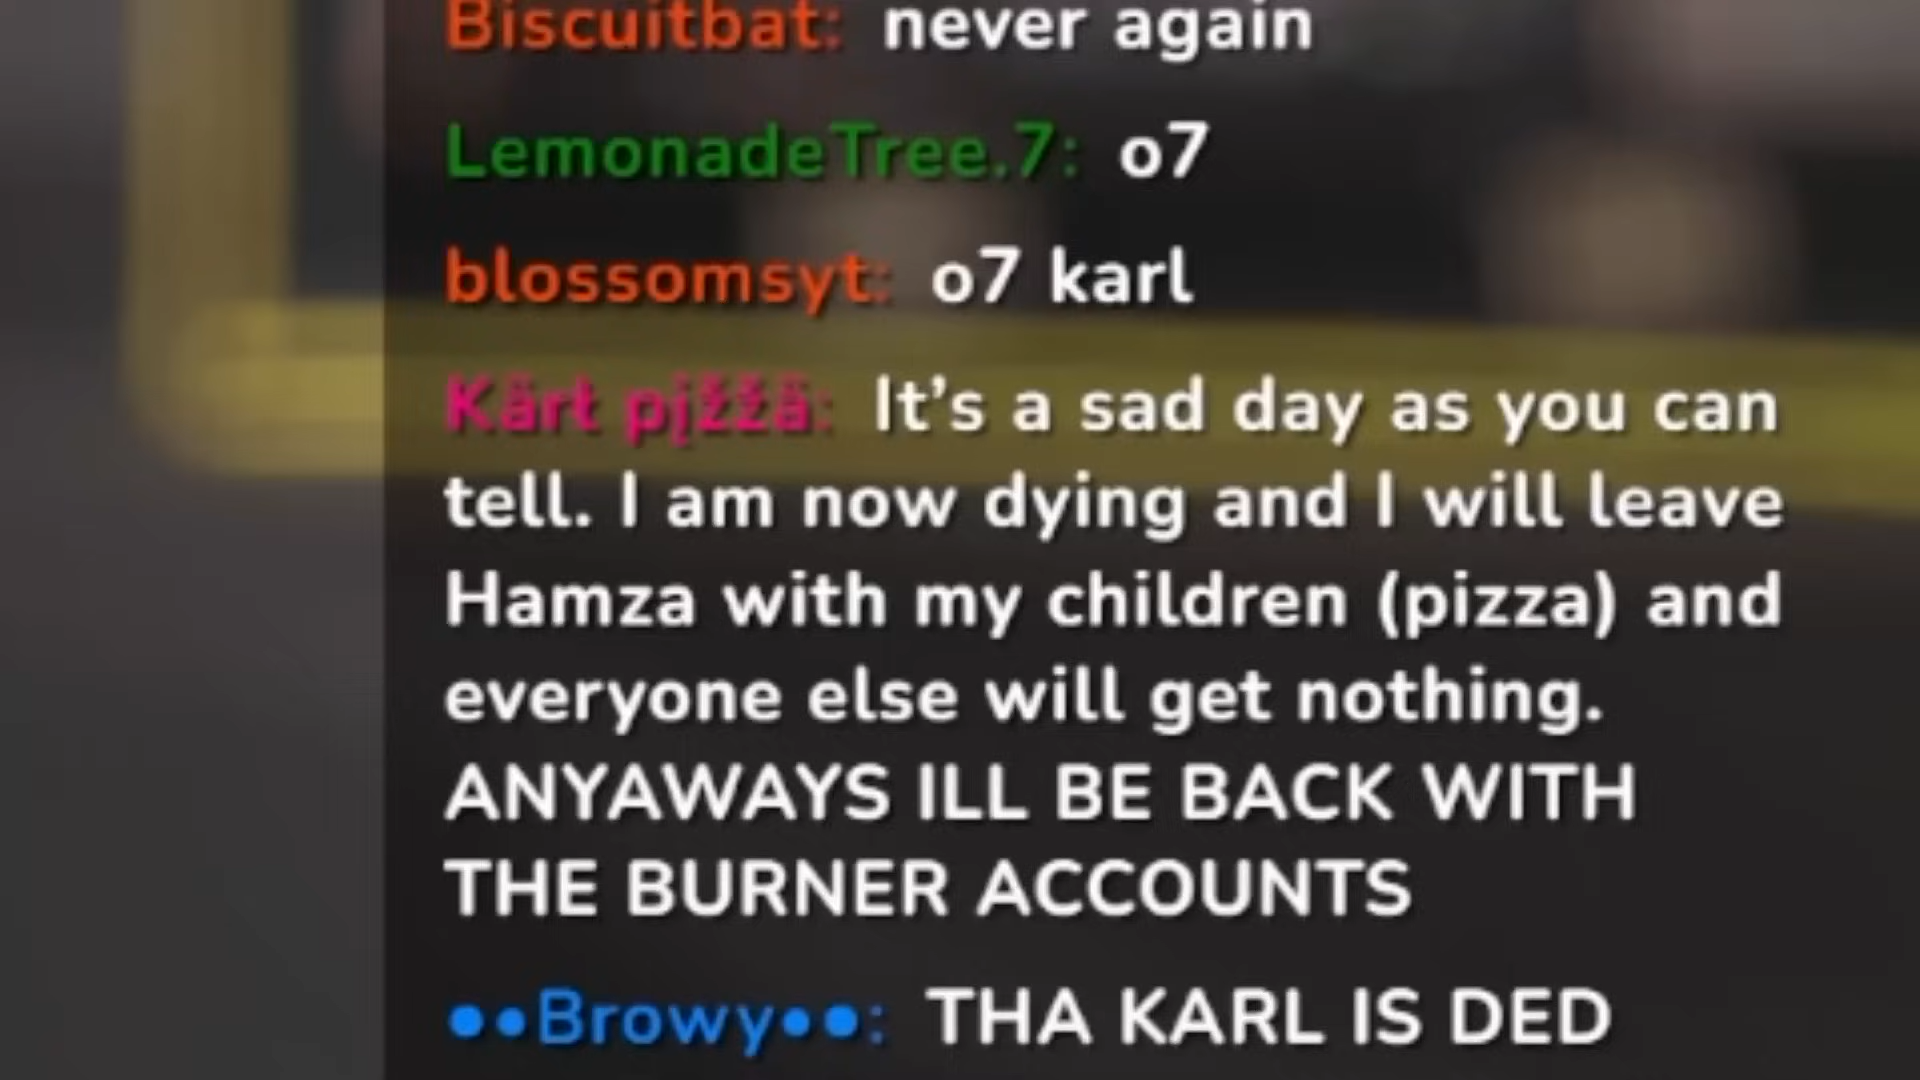 Biscuitbat: never again
LemonadeTree.7: o7
blossomsyt: o7 karl
Kärł pįžžä: It's a sad day as you can
tell. I am now dying and I will leave
Hamza with my children (pizza) and
everyone else will get nothing.
ANYAWAYS ILL BE BACK WITH
THE BURNER ACCOUNTS
●●Browy●●: THA KARL IS DED